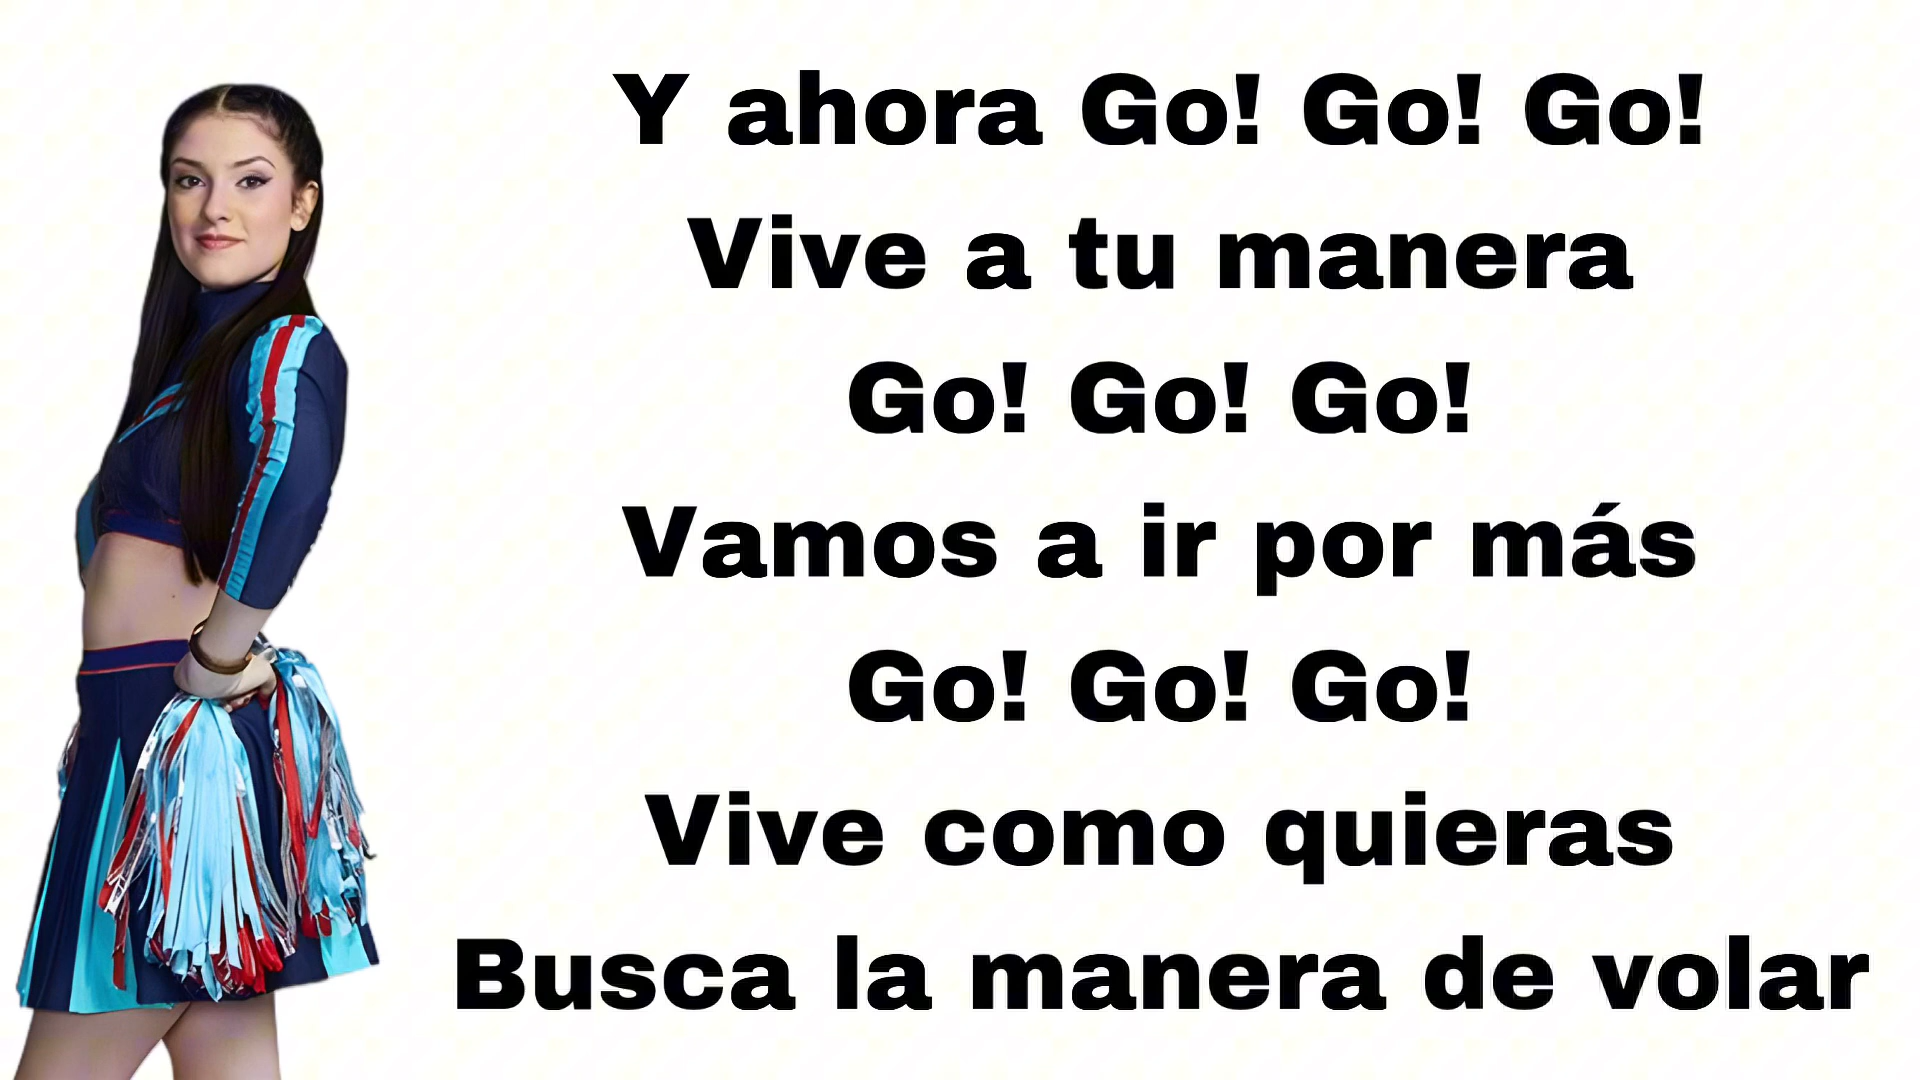 Y ahora Go! Go! Go!
Vive a tu manera
Go! Go! Go!
Vamos a ir por más
Go! Go! Go!
Vive como quieras
Busca la manera de volar